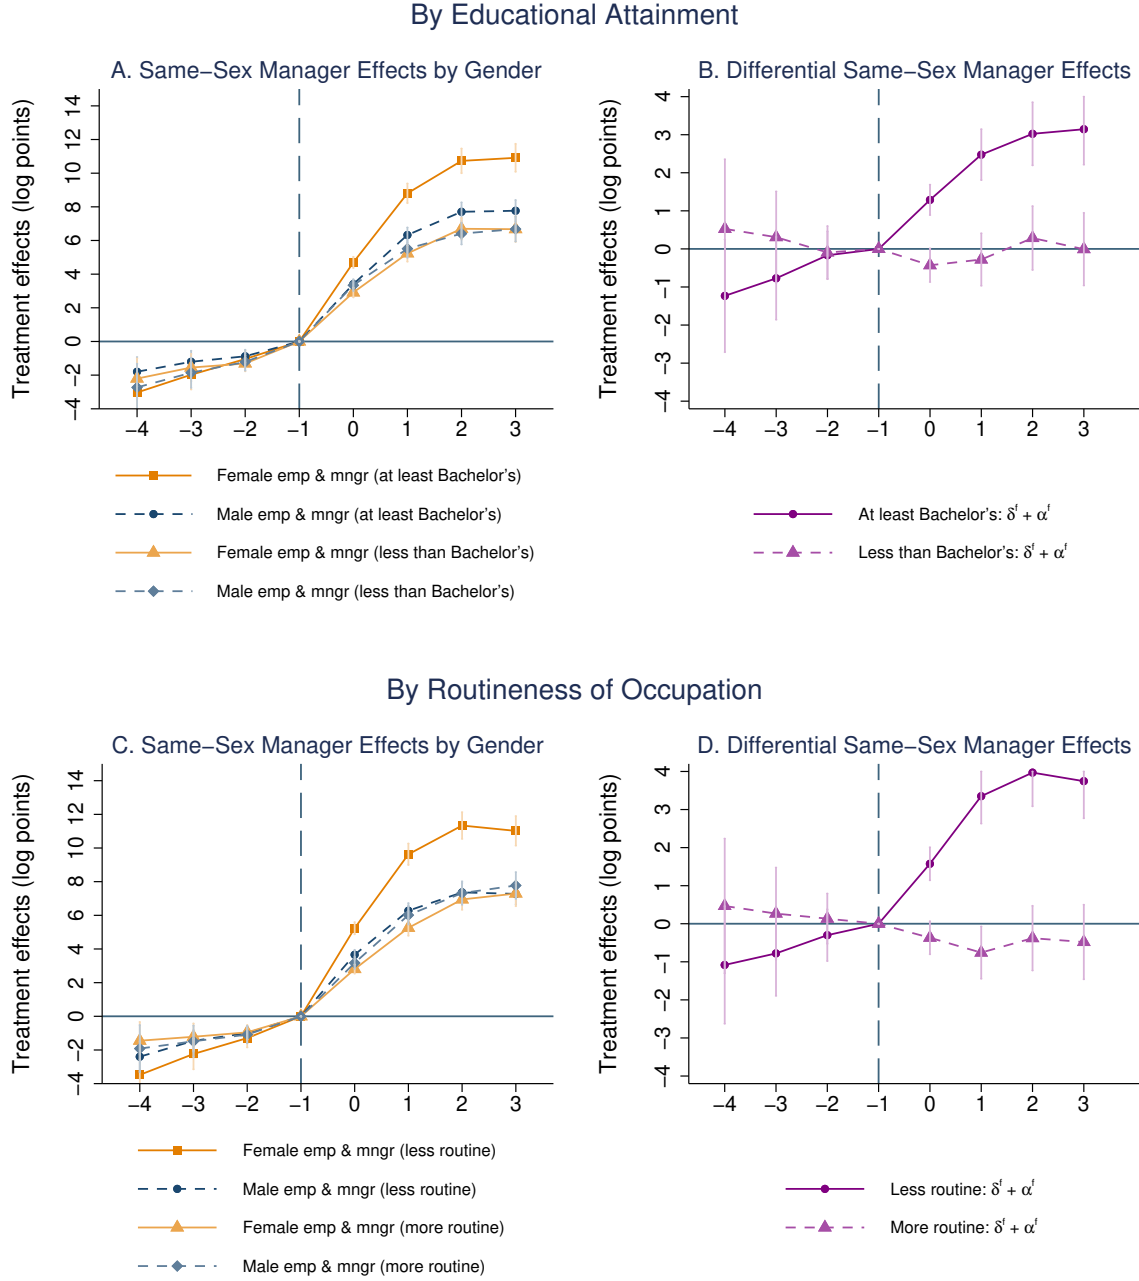 By Educational Attainment
A. Same−Sex Manager Effects by Gender
Treatment effects (log points)
14
12
10
8
6
4
2
0
−2
−4
−4 −3 −2 −1 0 1 2 3
Female emp & mngr (at least Bachelor's)
Male emp & mngr (at least Bachelor's)
Female emp & mngr (less than Bachelor's)
Male emp & mngr (less than Bachelor's)
B. Differential Same−Sex Manager Effects
Treatment effects (log points)
4
3
2
1
0
−1
−2
−3
−4
−4 −3 −2 −1 0 1 2 3
At least Bachelor's: δᶠ + αᶠ
Less than Bachelor's: δᶠ + αᶠ
By Routineness of Occupation
C. Same−Sex Manager Effects by Gender
Treatment effects (log points)
14
12
10
8
6
4
2
0
−2
−4
−4 −3 −2 −1 0 1 2 3
Female emp & mngr (less routine)
Male emp & mngr (less routine)
Female emp & mngr (more routine)
Male emp & mngr (more routine)
D. Differential Same−Sex Manager Effects
Treatment effects (log points)
4
3
2
1
0
−1
−2
−3
−4
−4 −3 −2 −1 0 1 2 3
Less routine: δᶠ + αᶠ
More routine: δᶠ + αᶠ